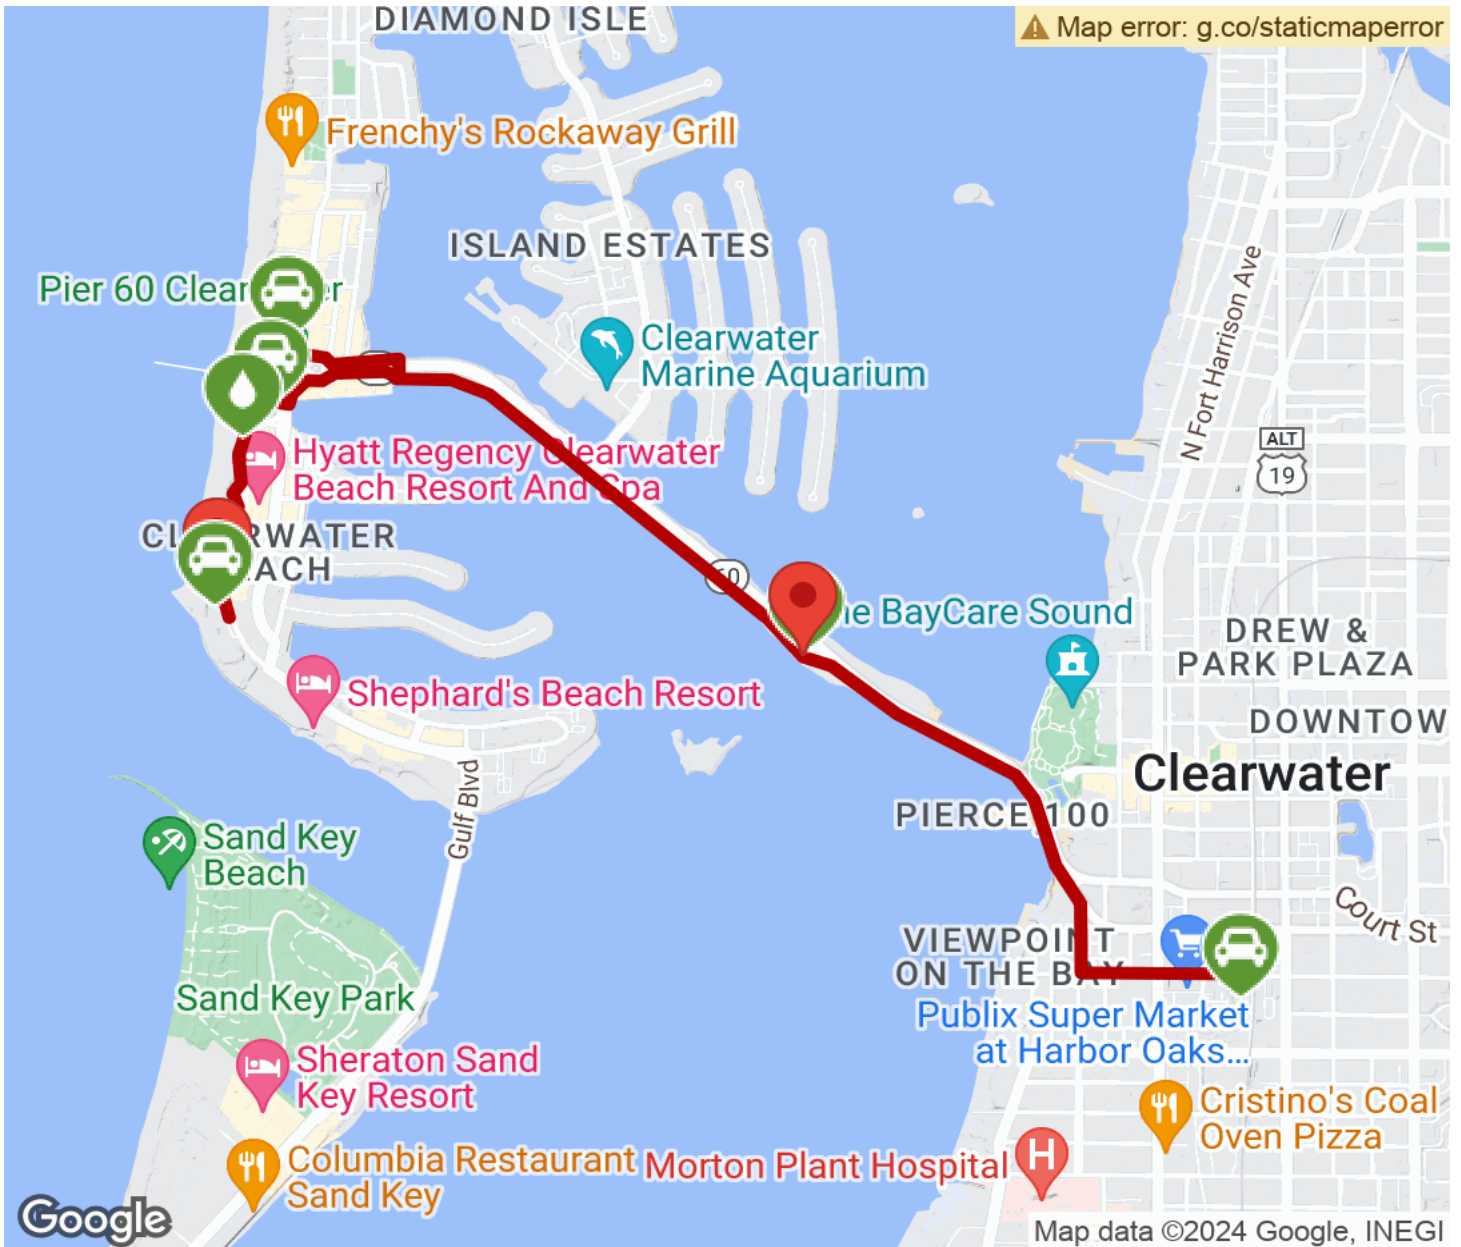 DIAMOND ISLE
Map error: g.co/staticmaperror
Frenchy's Rockaway Grill
ISLAND ESTATES
N Fort Harrison Ave
Pier 60
Clearwater
Marine Aquarium
ALT
19
Hyatt Regency Clearwater
Beach Resort And Spa
BEACH
60
BayCare Sound
DREW &
PARK PLAZA
Shephard's Beach Resort
DOWNTOW
Clearwater
Gulf Blvd
PIERCE 100
Sand Key
Beach
Court St
VIEWPOINT
ON THE BAY
Sand Key Park
Publix Super Market
at Harbor Oaks...
Sheraton Sand
Key Resort
Cristino's Coal
Oven Pizza
Columbia Restaurant
Sand Key
Morton Plant Hospital
H
Google
Map data ©2024 Google, INEGI